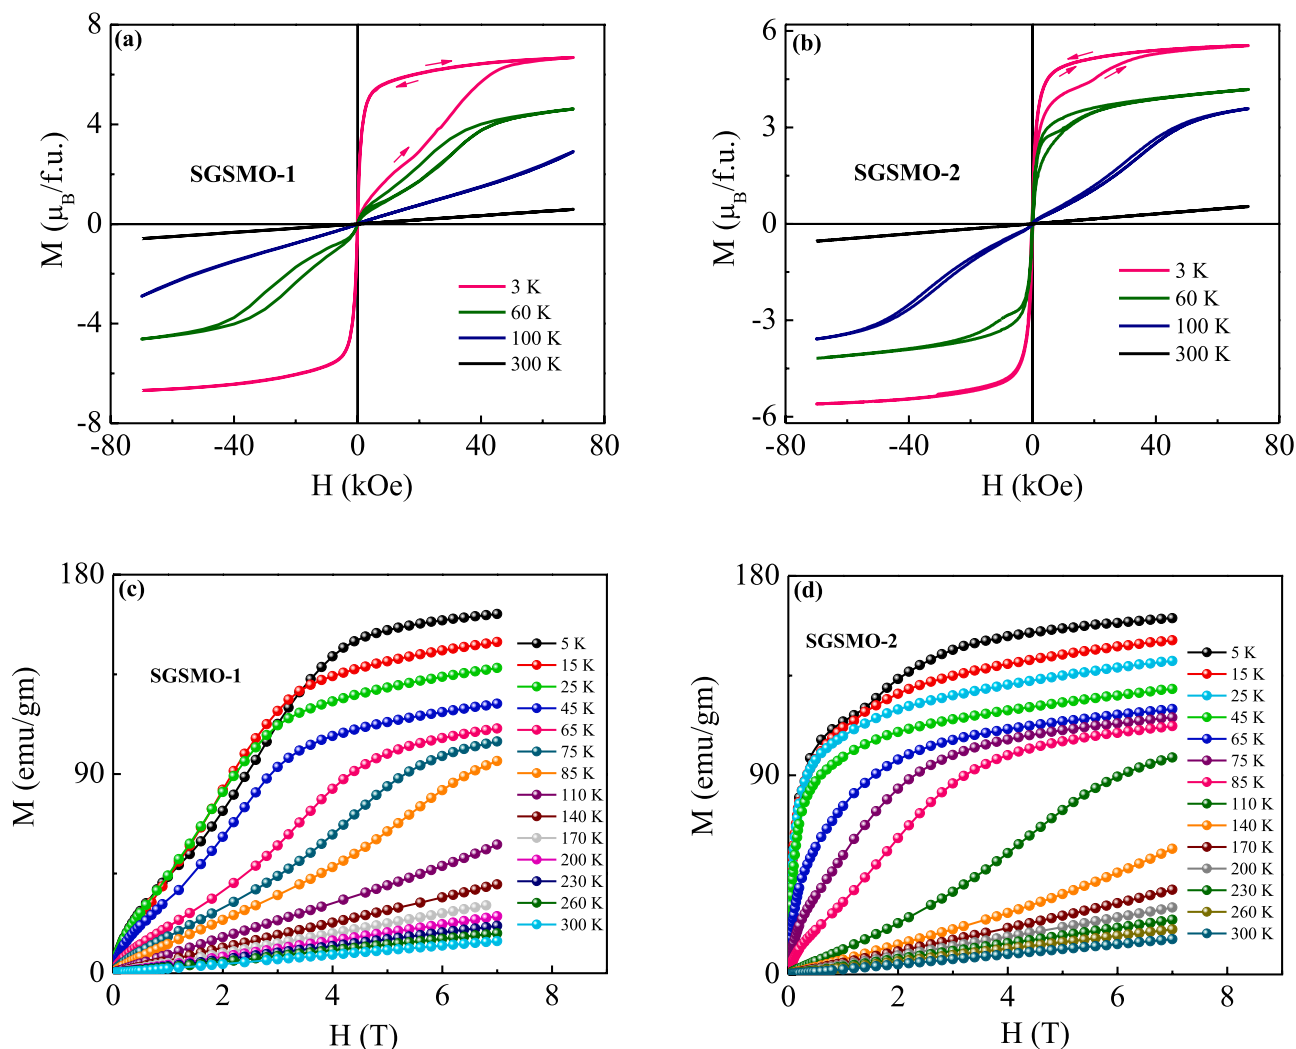 (a)
M (μB/f.u.)
8
4
0
-4
-8
SGSMO-1
3 K
60 K
100 K
300 K
-80 -40 0 40 80
H (kOe)
(b)
M (μB/f.u.)
6
3
0
-3
-6
SGSMO-2
3 K
60 K
100 K
300 K
-80 -40 0 40 80
H (kOe)
(c)
M (emu/gm)
180
90
0
SGSMO-1
5 K
15 K
25 K
45 K
65 K
75 K
85 K
110 K
140 K
170 K
200 K
230 K
260 K
300 K
0 2 4 6 8
H (T)
(d)
M (emu/gm)
180
90
0
SGSMO-2
5 K
15 K
25 K
45 K
65 K
75 K
85 K
110 K
140 K
170 K
200 K
230 K
260 K
300 K
0 2 4 6 8
H (T)